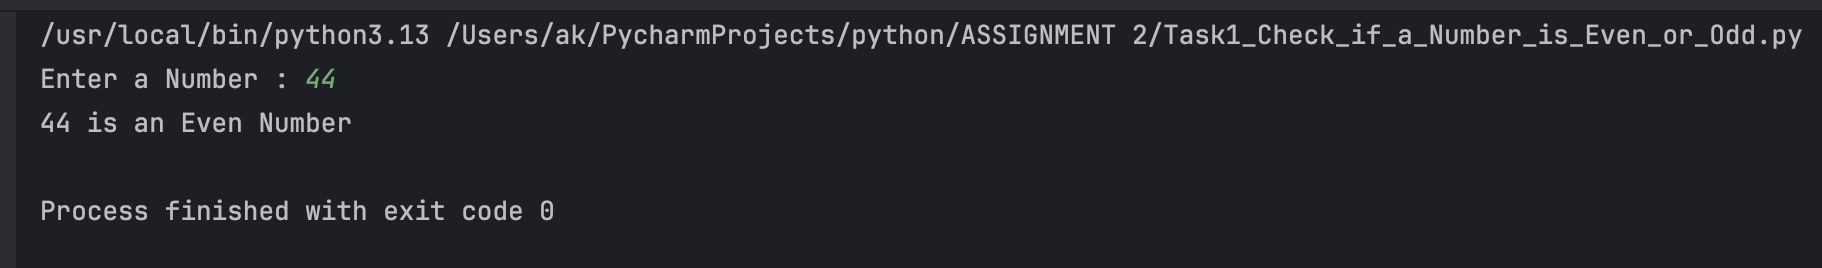 /usr/local/bin/python3.13 /Users/ak/PycharmProjects/python/ASSIGNMENT 2/Task1_Check_if_a_Number_is_Even_or_Odd.py
Enter a Number : 44
44 is an Even Number
Process finished with exit code 0